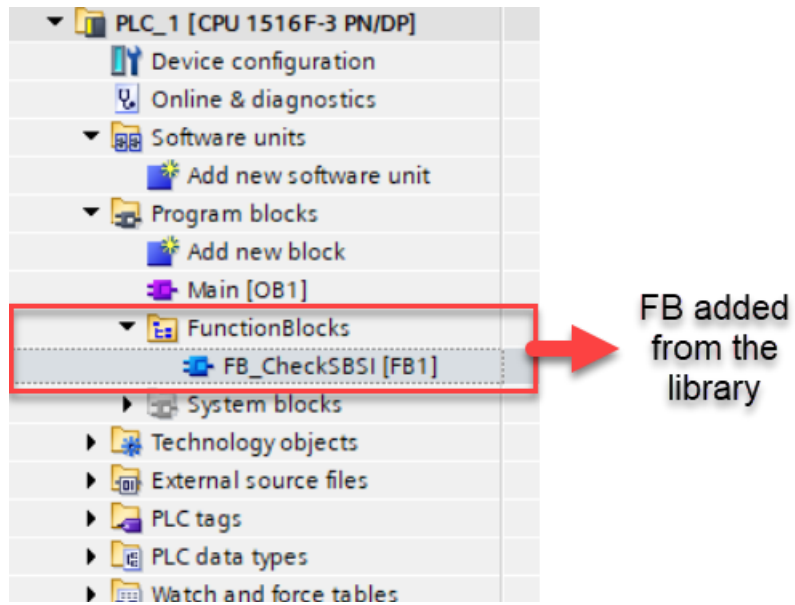 PLC_1 [CPU 1516F-3 PN/DP]
Device configuration
Online & diagnostics
Software units
Add new software unit
Program blocks
Add new block
Main [OB1]
FunctionBlocks
FB_CheckSBSI [FB1]
System blocks
Technology objects
External source files
PLC tags
PLC data types
Watch and force tables
FB added
from the
library